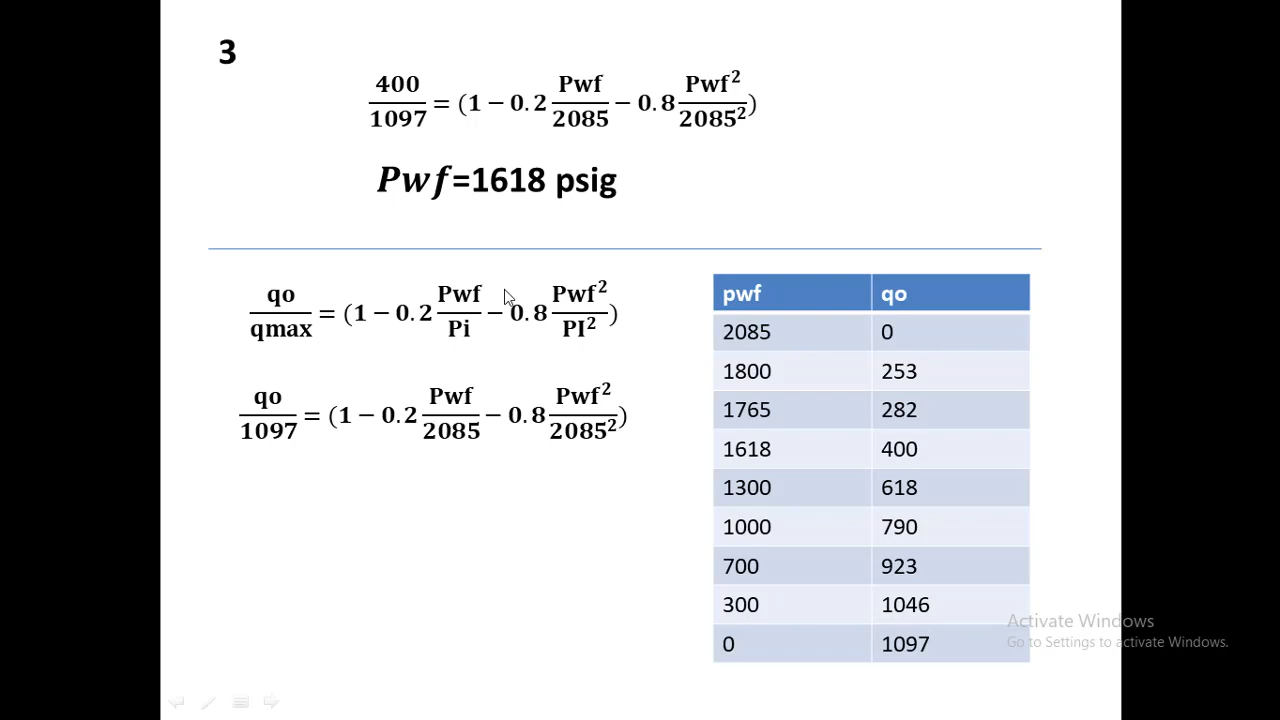 3
400/1097 = (1 − 0.2 Pwf/2085 − 0.8 Pwf²/2085²)
Pwf=1618 psig
qo/qmax = (1 − 0.2 Pwf/Pi − 0.8 Pwf²/PI²)
qo/1097 = (1 − 0.2 Pwf/2085 − 0.8 Pwf²/2085²)
pwf qo
2085 0
1800 253
1765 282
1618 400
1300 618
1000 790
700 923
300 1046
0 1097
Activate Windows
Go to Settings to activate Windows.